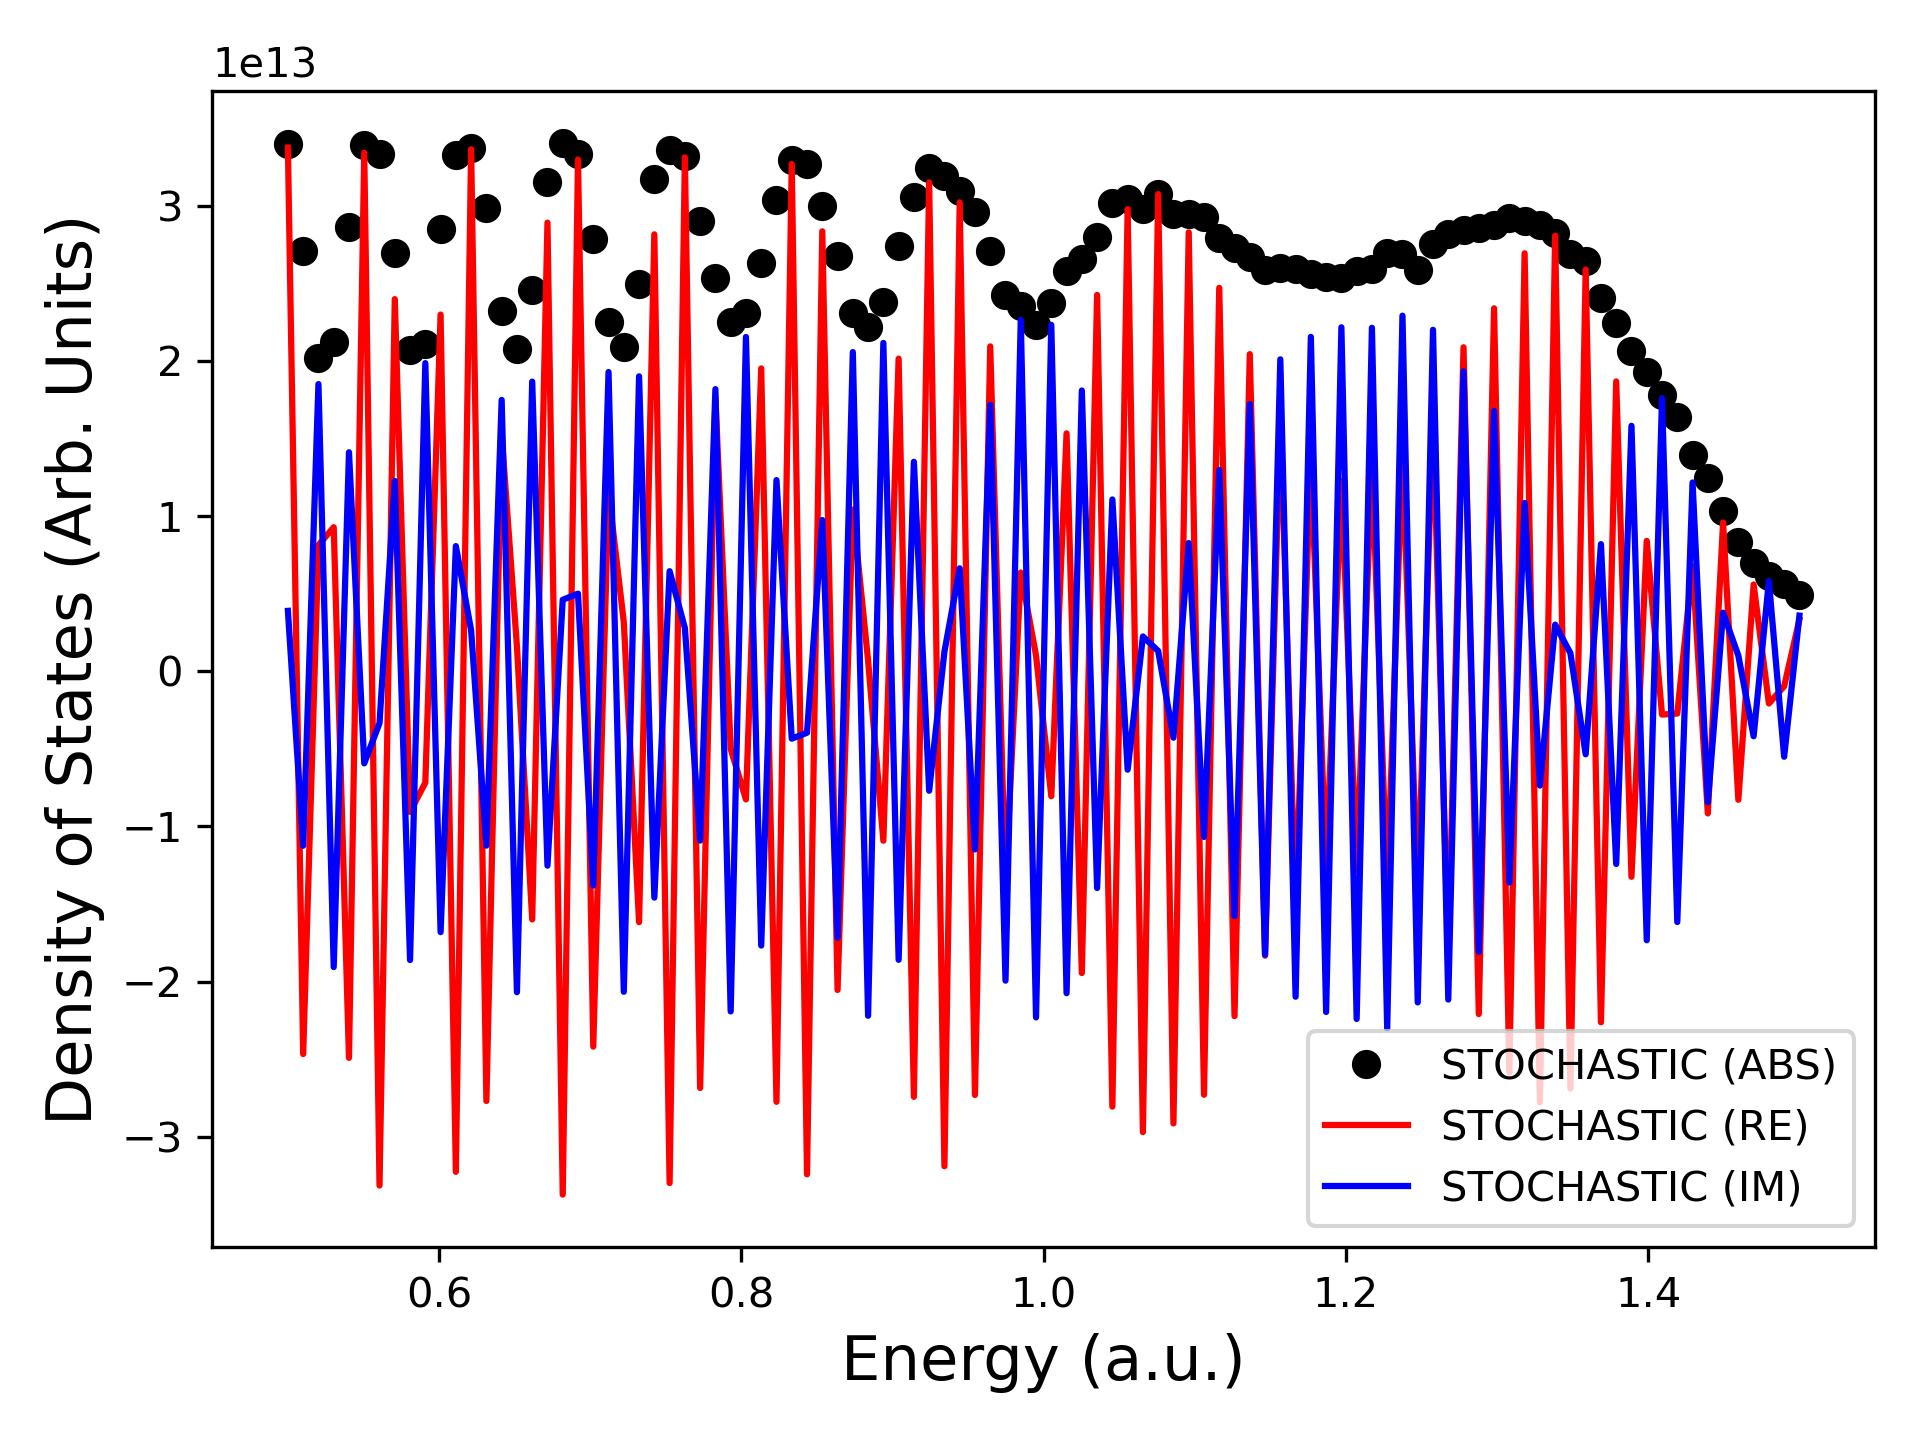 1e13
Density of States (Arb. Units)
3
2
1
0
−1
−2
−3
STOCHASTIC (ABS)
STOCHASTIC (RE)
STOCHASTIC (IM)
0.6 0.8 1.0 1.2 1.4
Energy (a.u.)